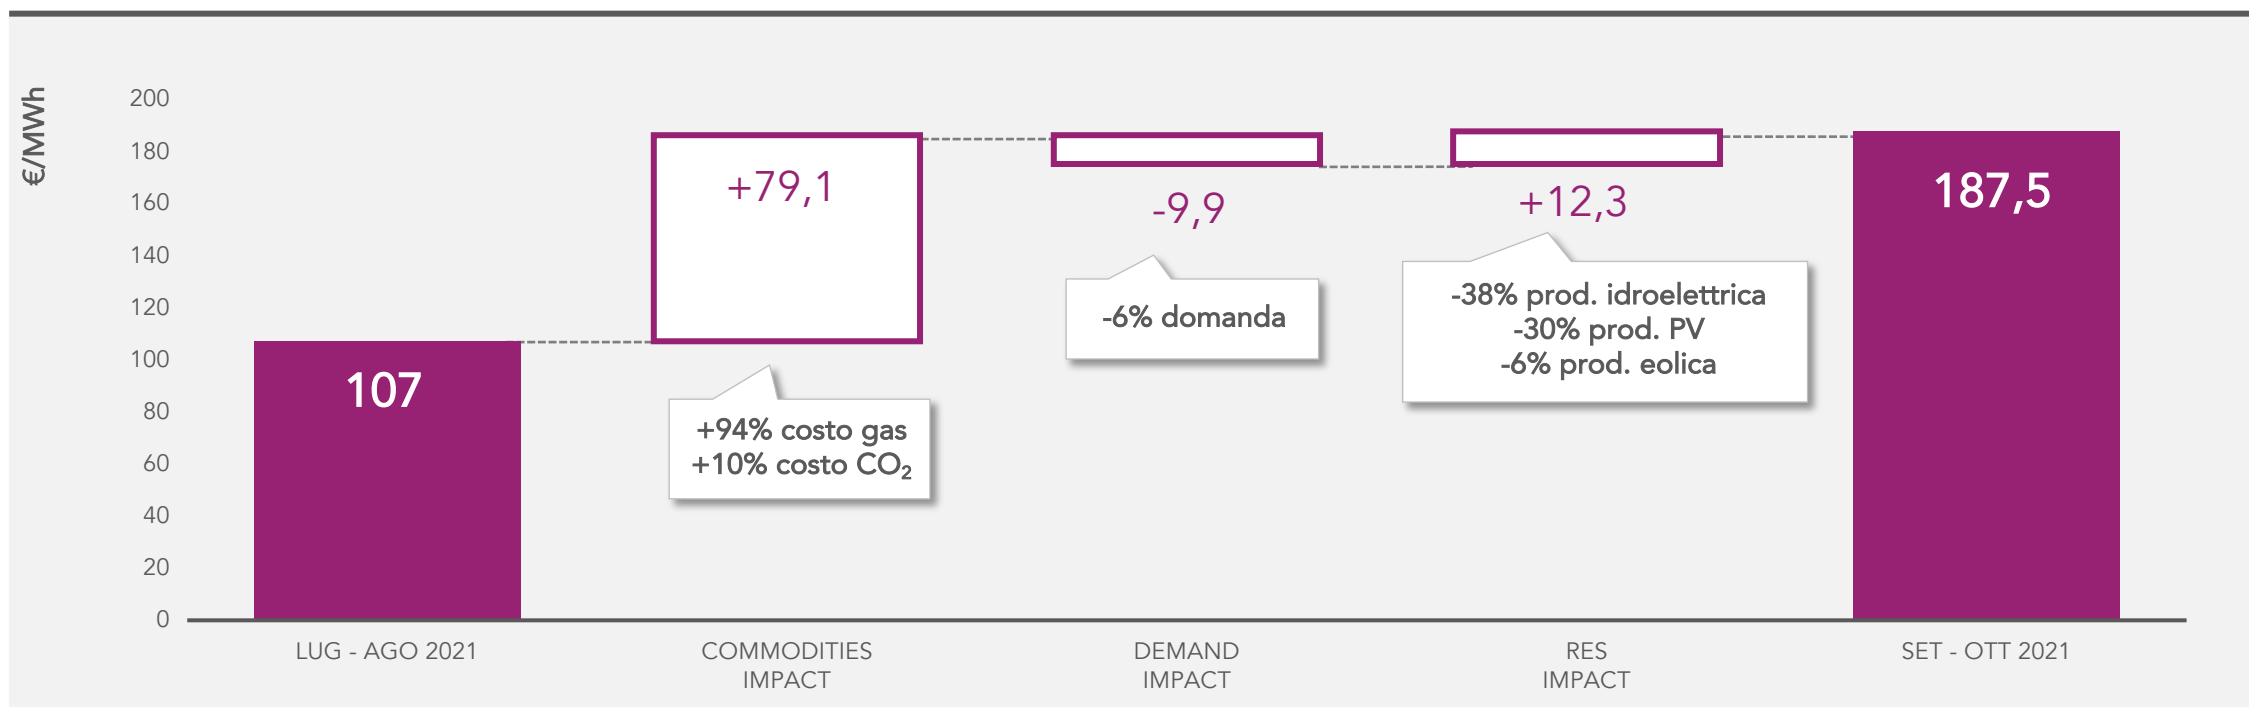 €/MWh
200
180
160
140
120
100
80
60
40
20
0
107
+79,1
-9,9
+12,3
187,5
+94% costo gas
+10% costo CO₂
-6% domanda
-38% prod. idroelettrica
-30% prod. PV
-6% prod. eolica
LUG - AGO 2021
COMMODITIES
IMPACT
DEMAND
IMPACT
RES
IMPACT
SET - OTT 2021